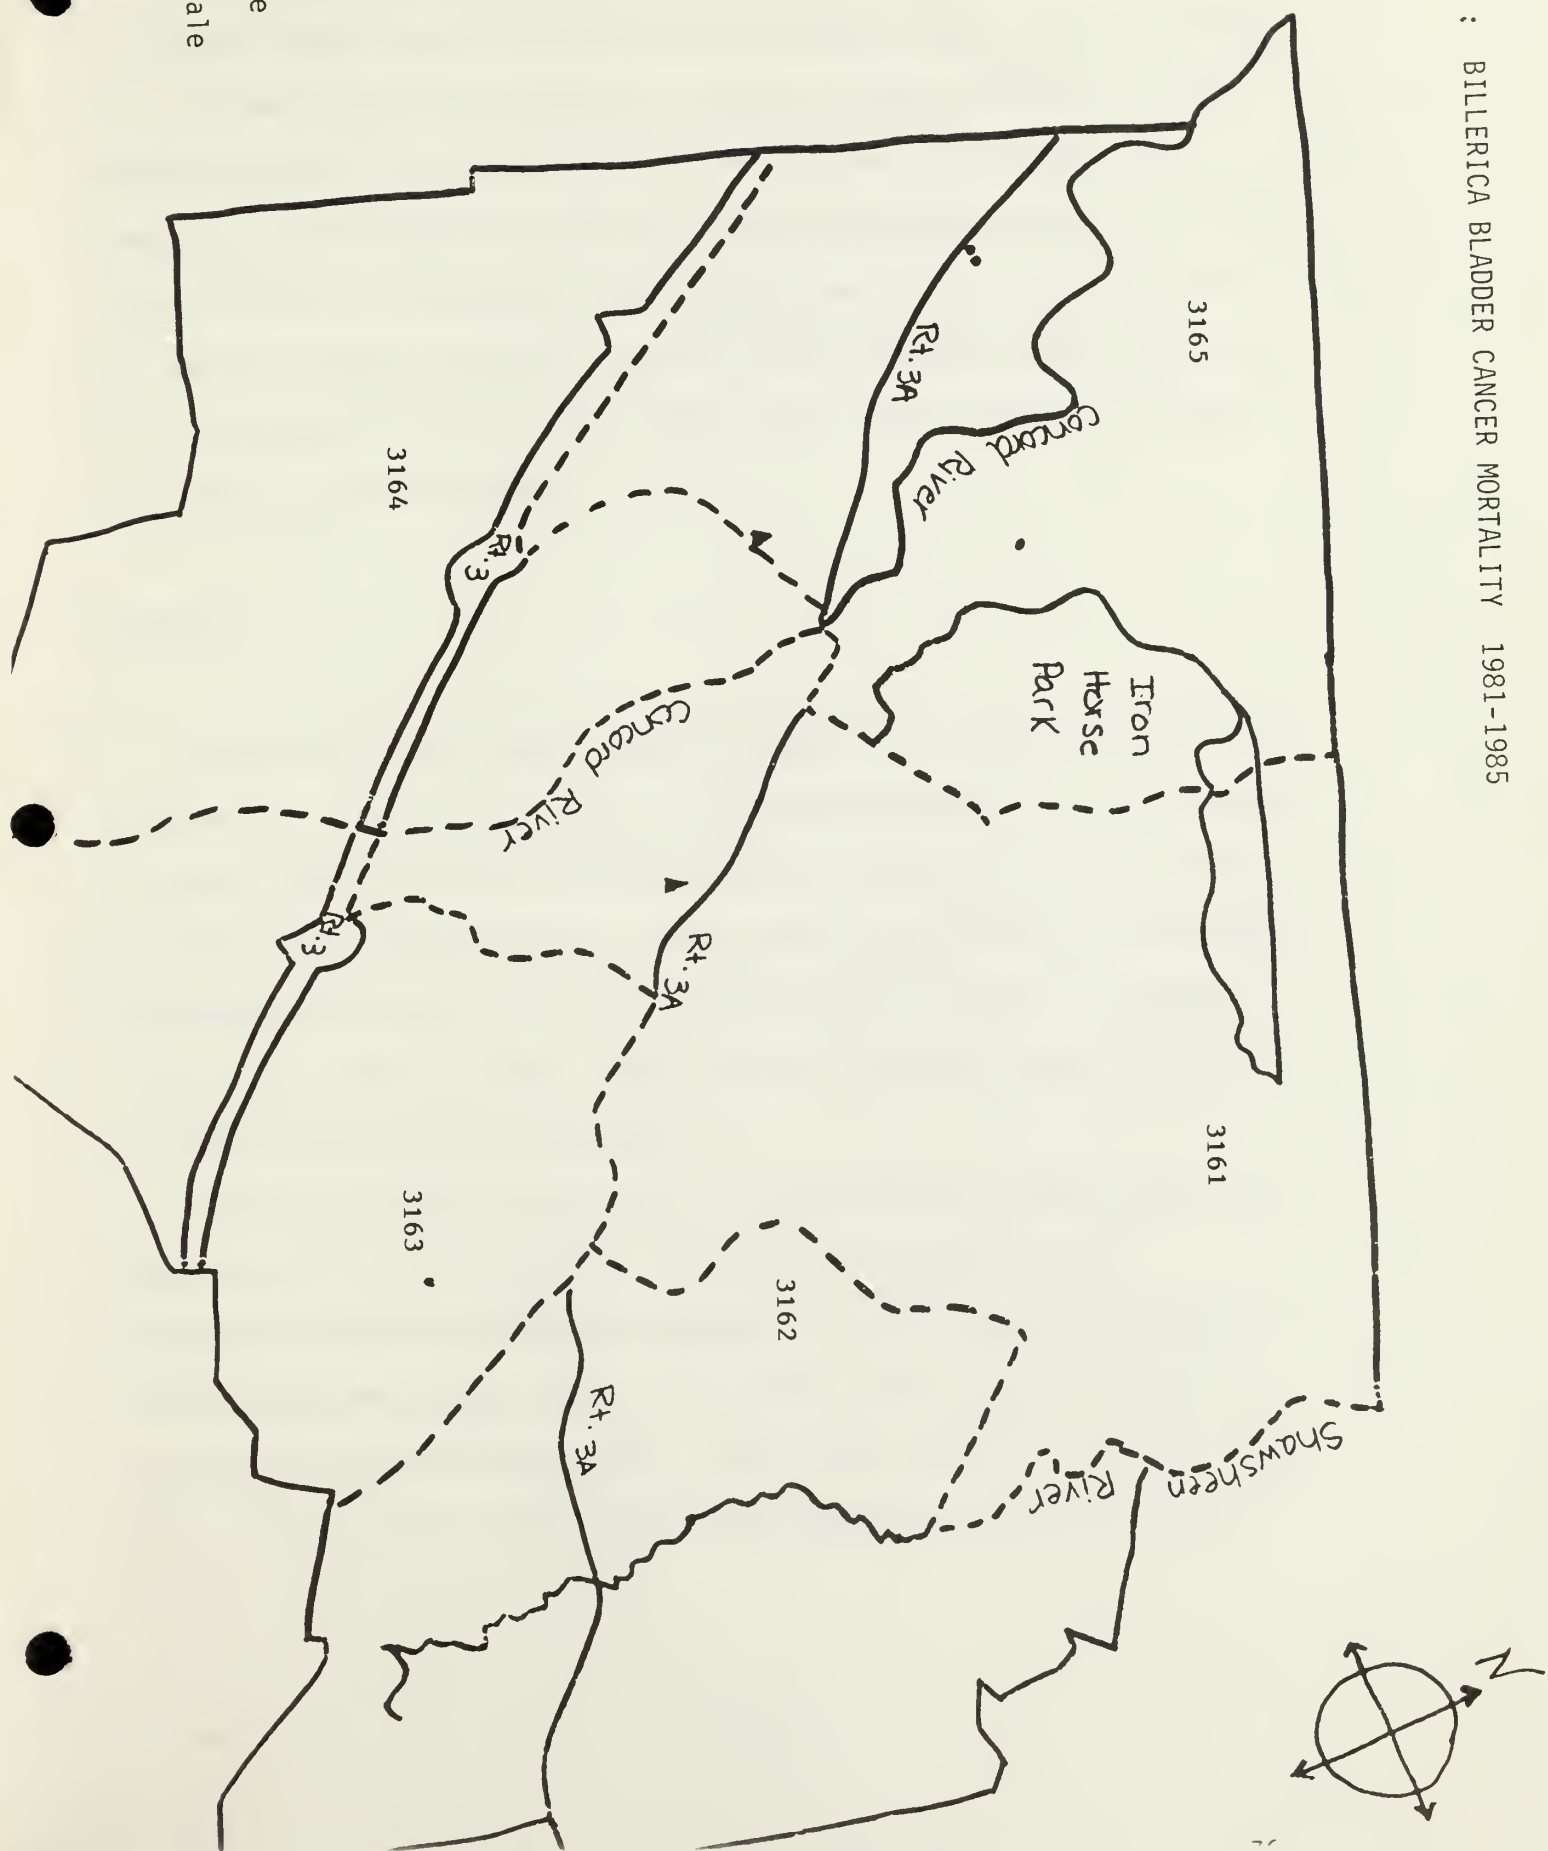 : BILLERICA BLADDER CANCER MORTALITY 1981-1985
3165
Concord
River
Rt. 3A
Iron
Horse
Park
3161
Shawsheen
River
3164
Rt. 3
Concord
River
Rt. 3A
3162
Rt. 3A
Rt. 3
3163
e
ale
N